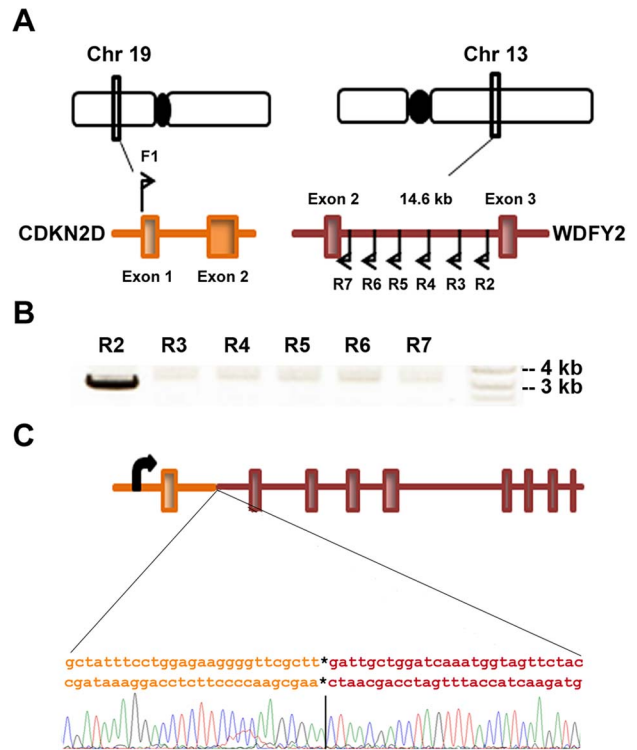 A
Chr 19
Chr 13
F1
Exon 2
14.6 kb
Exon 3
CDKN2D
WDFY2
Exon 1
Exon 2
R7
R6
R5
R4
R3
R2
B
R2
R3
R4
R5
R6
R7
-- 4 kb
-- 3 kb
C
gctatttcctggagaaggggttcgctt*gattgctggatcaaatggtagttctac
cgataaaggacctcttccccaagcgaa*ctaacgacctagtttaccatcaagatg